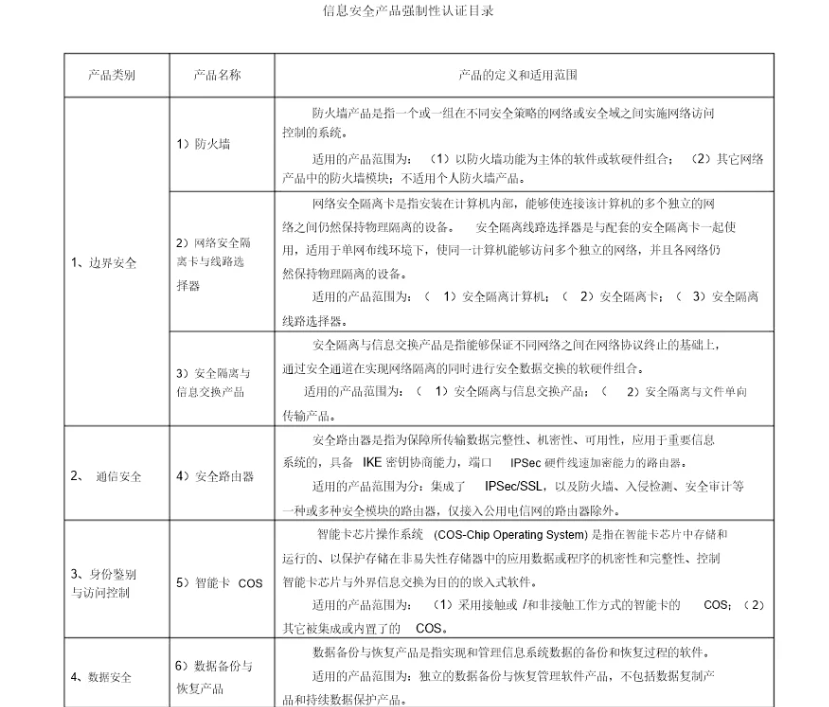 信息安全产品强制性认证目录
产品类别
产品名称
产品的定义和适用范围
1、边界安全
1）防火墙
防火墙产品是指一个或一组在不同安全策略的网络或安全域之间实施网络访问
控制的系统。
适用的产品范围为： （1）以防火墙功能为主体的软件或软硬件组合； （2）其它网络
产品中的防火墙模块；不适用个人防火墙产品。
2）网络安全隔
离卡与线路选
择器
网络安全隔离卡是指安装在计算机内部，能够使连接该计算机的多个独立的网
络之间仍然保持物理隔离的设备。 安全隔离线路选择器是与配套的安全隔离卡一起使
用，适用于单网布线环境下，使同一计算机能够访问多个独立的网络，并且各网络仍
然保持物理隔离的设备。
适用的产品范围为：（ 1）安全隔离计算机；（ 2）安全隔离卡；（ 3）安全隔离
线路选择器。
3）安全隔离与
信息交换产品
安全隔离与信息交换产品是指能够保证不同网络之间在网络协议终止的基础上，
通过安全通道在实现网络隔离的同时进行安全数据交换的软硬件组合。
适用的产品范围为：（ 1）安全隔离与信息交换产品；（ 2）安全隔离与文件单向
传输产品。
2、 通信安全
4）安全路由器
安全路由器是指为保障所传输数据完整性、机密性、可用性，应用于重要信息
系统的，具备 IKE 密钥协商能力，端口 IPSec 硬件线速加密能力的路由器。
适用的产品范围为分：集成了 IPSec/SSL，以及防火墙、入侵检测、安全审计等
一种或多种安全模块的路由器，仅接入公用电信网的路由器除外。
3、身份鉴别
与访问控制
5）智能卡 COS
智能卡芯片操作系统 (COS-Chip Operating System) 是指在智能卡芯片中存储和
运行的、以保护存储在非易失性存储器中的应用数据或程序的机密性和完整性、控制
智能卡芯片与外界信息交换为目的的嵌入式软件。
适用的产品范围为： （1）采用接触或 /和非接触工作方式的智能卡的 COS；（2）
其它被集成或内置了的 COS。
4、数据安全
6）数据备份与
恢复产品
数据备份与恢复产品是指实现和管理信息系统数据的备份和恢复过程的软件。
适用的产品范围为：独立的数据备份与恢复管理软件产品，不包括数据复制产
品和持续数据保护产品。